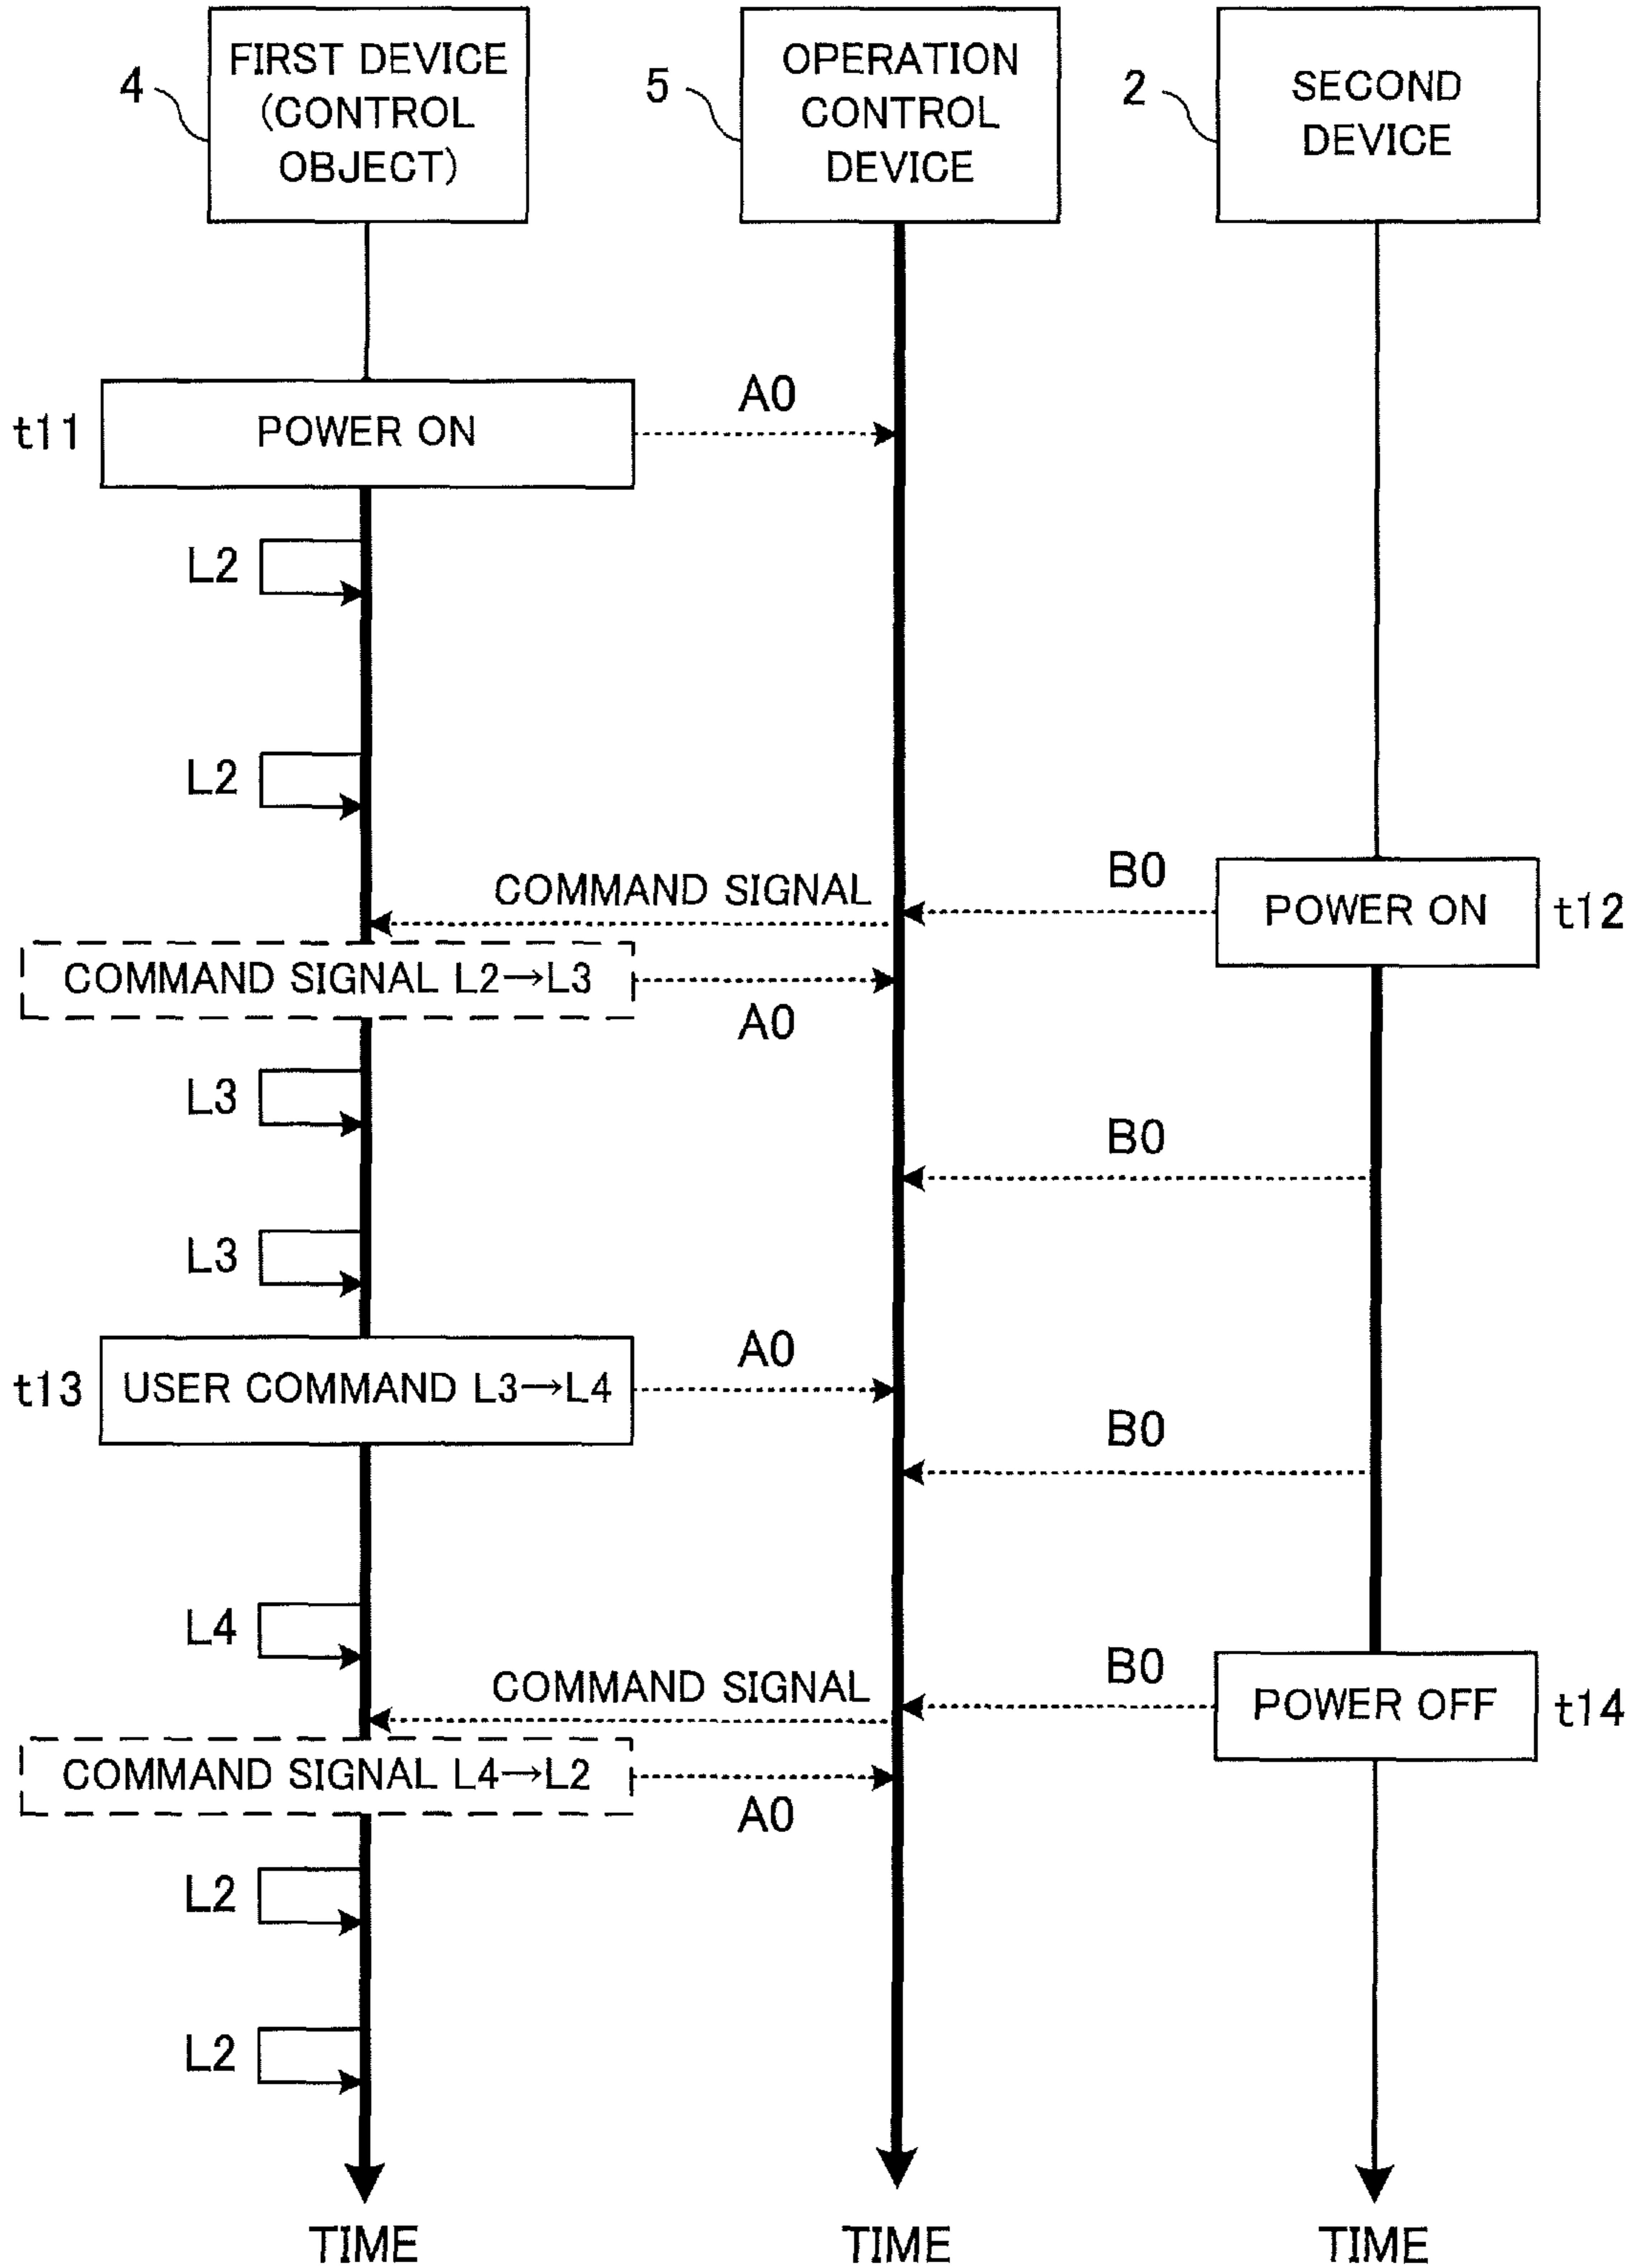 4
FIRST DEVICE
(CONTROL
OBJECT)
5
OPERATION
CONTROL
DEVICE
2
SECOND
DEVICE
t11
POWER ON
A0
L2
L2
COMMAND SIGNAL
B0
POWER ON
t12
COMMAND SIGNAL L2→L3
A0
L3
B0
L3
t13
USER COMMAND L3→L4
A0
B0
L4
COMMAND SIGNAL
B0
POWER OFF
t14
COMMAND SIGNAL L4→L2
A0
L2
L2
TIME
TIME
TIME